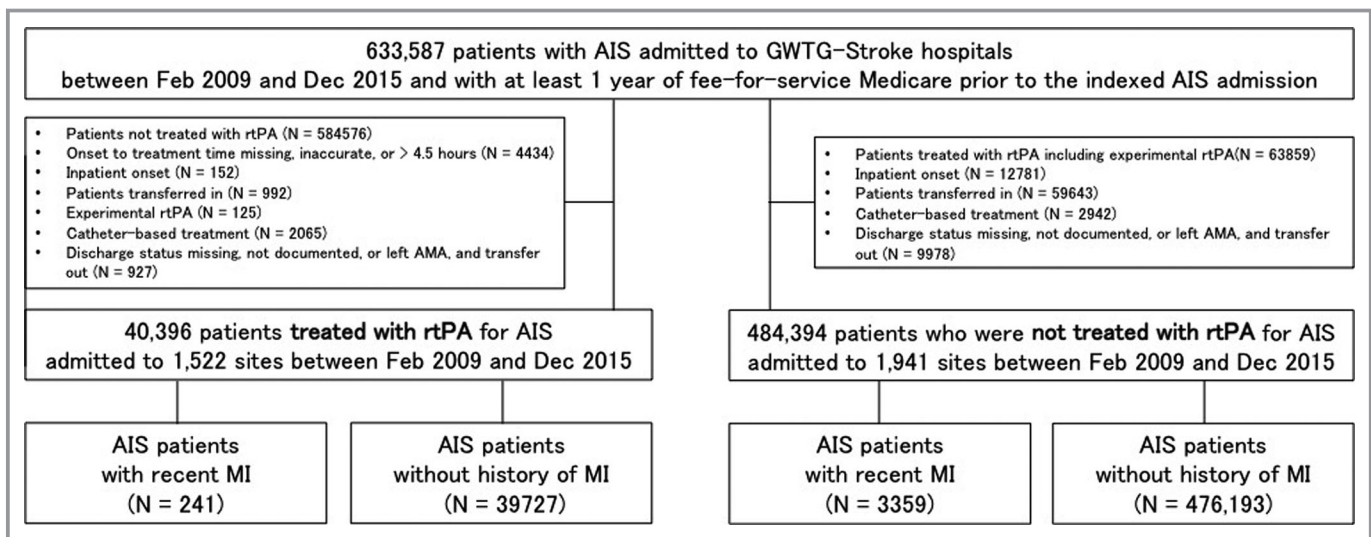 633,587 patients with AIS admitted to GWTG-Stroke hospitals
between Feb 2009 and Dec 2015 and with at least 1 year of fee-for-service Medicare prior to the indexed AIS admission
• Patients not treated with rtPA (N = 584576)
• Onset to treatment time missing, inaccurate, or > 4.5 hours (N = 4434)
• Inpatient onset (N = 152)
• Patients transferred in (N = 992)
• Experimental rtPA (N = 125)
• Catheter-based treatment (N = 2065)
• Discharge status missing, not documented, or left AMA, and transfer
out (N = 927)
• Patients treated with rtPA including experimental rtPA(N = 63859)
• Inpatient onset (N = 12781)
• Patients transferred in (N = 59643)
• Catheter-based treatment (N = 2942)
• Discharge status missing, not documented, or left AMA, and transfer
out (N = 9978)
40,396 patients treated with rtPA for AIS
admitted to 1,522 sites between Feb 2009 and Dec 2015
484,394 patients who were not treated with rtPA for AIS
admitted to 1,941 sites between Feb 2009 and Dec 2015
AIS patients
with recent MI
(N = 241)
AIS patients
without history of MI
(N = 39727)
AIS patients
with recent MI
(N = 3359)
AIS patients
without history of MI
(N = 476,193)